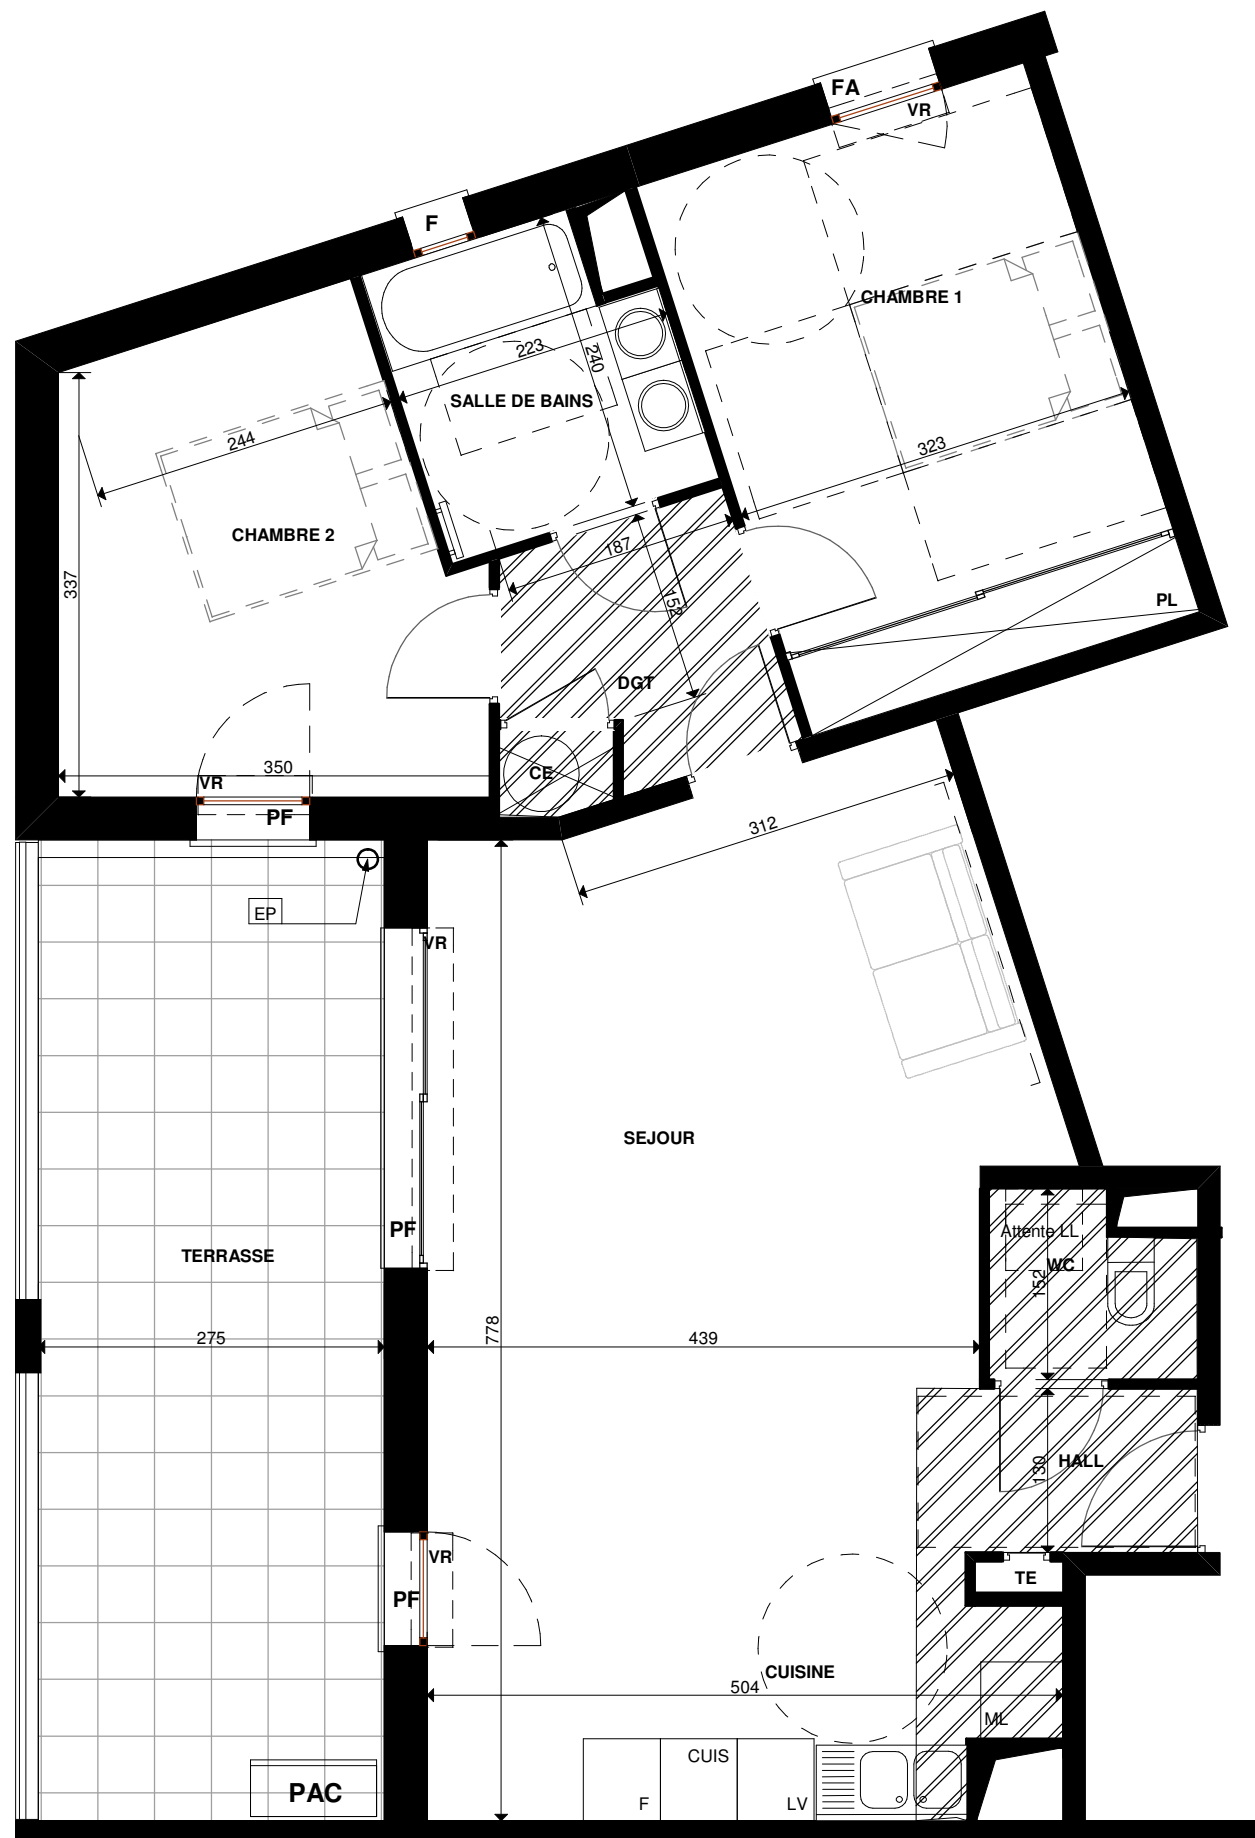 FA
VR
F
CHAMBRE 1
223
240
SALLE DE BAINS
244
323
CHAMBRE 2
187
337
152
PL
DGT
350
CE
VR
PF
312
EP
VR
SEJOUR
PF
Attente LL
WC
152
TERRASSE
275
778
439
HALL
130
VR
PF
TE
CUISINE
504
ML
CUIS
PAC
F
LV